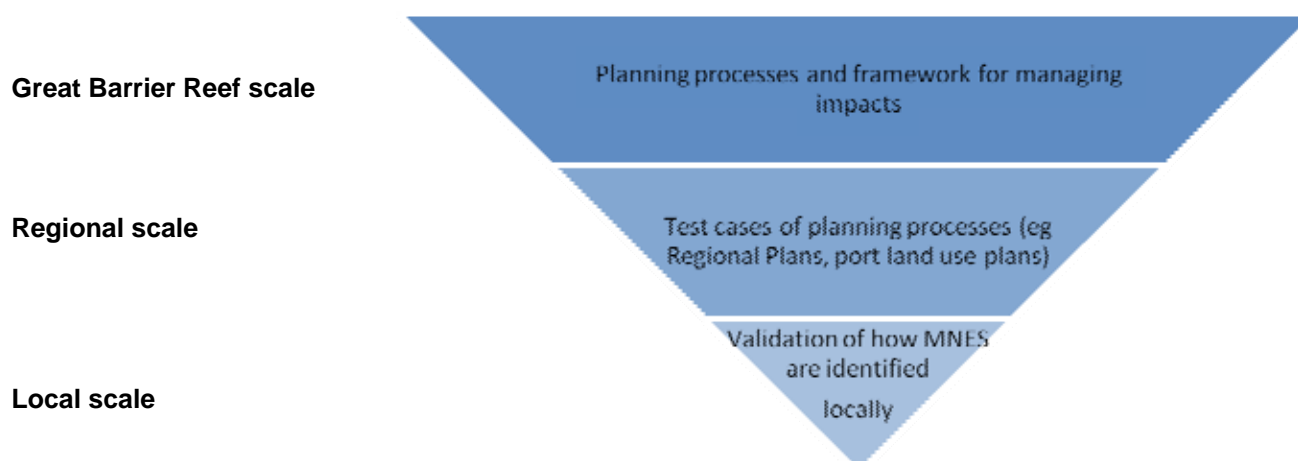 Great Barrier Reef scale
Planning processes and framework for managing
impacts
Regional scale
Test cases of planning processes (eg
Regional Plans, port land use plans)
Local scale
Validation of how MNES
are identified
locally